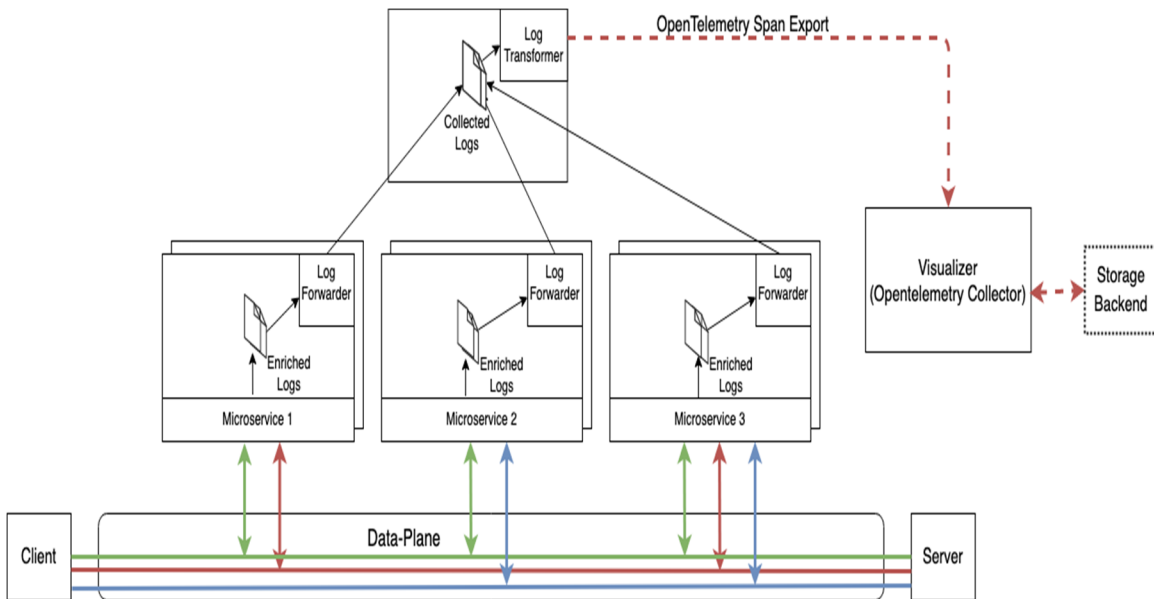 OpenTelemetry Span Export
Log
Transformer
Collected
Logs
Log
Forwarder
Enriched
Logs
Microservice 1
Log
Forwarder
Enriched
Logs
Microservice 2
Log
Forwarder
Enriched
Logs
Microservice 3
Visualizer
(Opentelemetry Collector)
Storage
Backend
Client
Data-Plane
Server